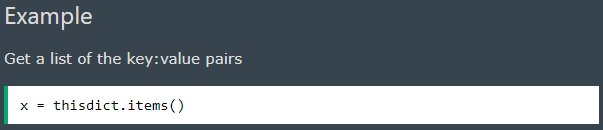 Example
Get a list of the key:value pairs
x = thisdict.items()